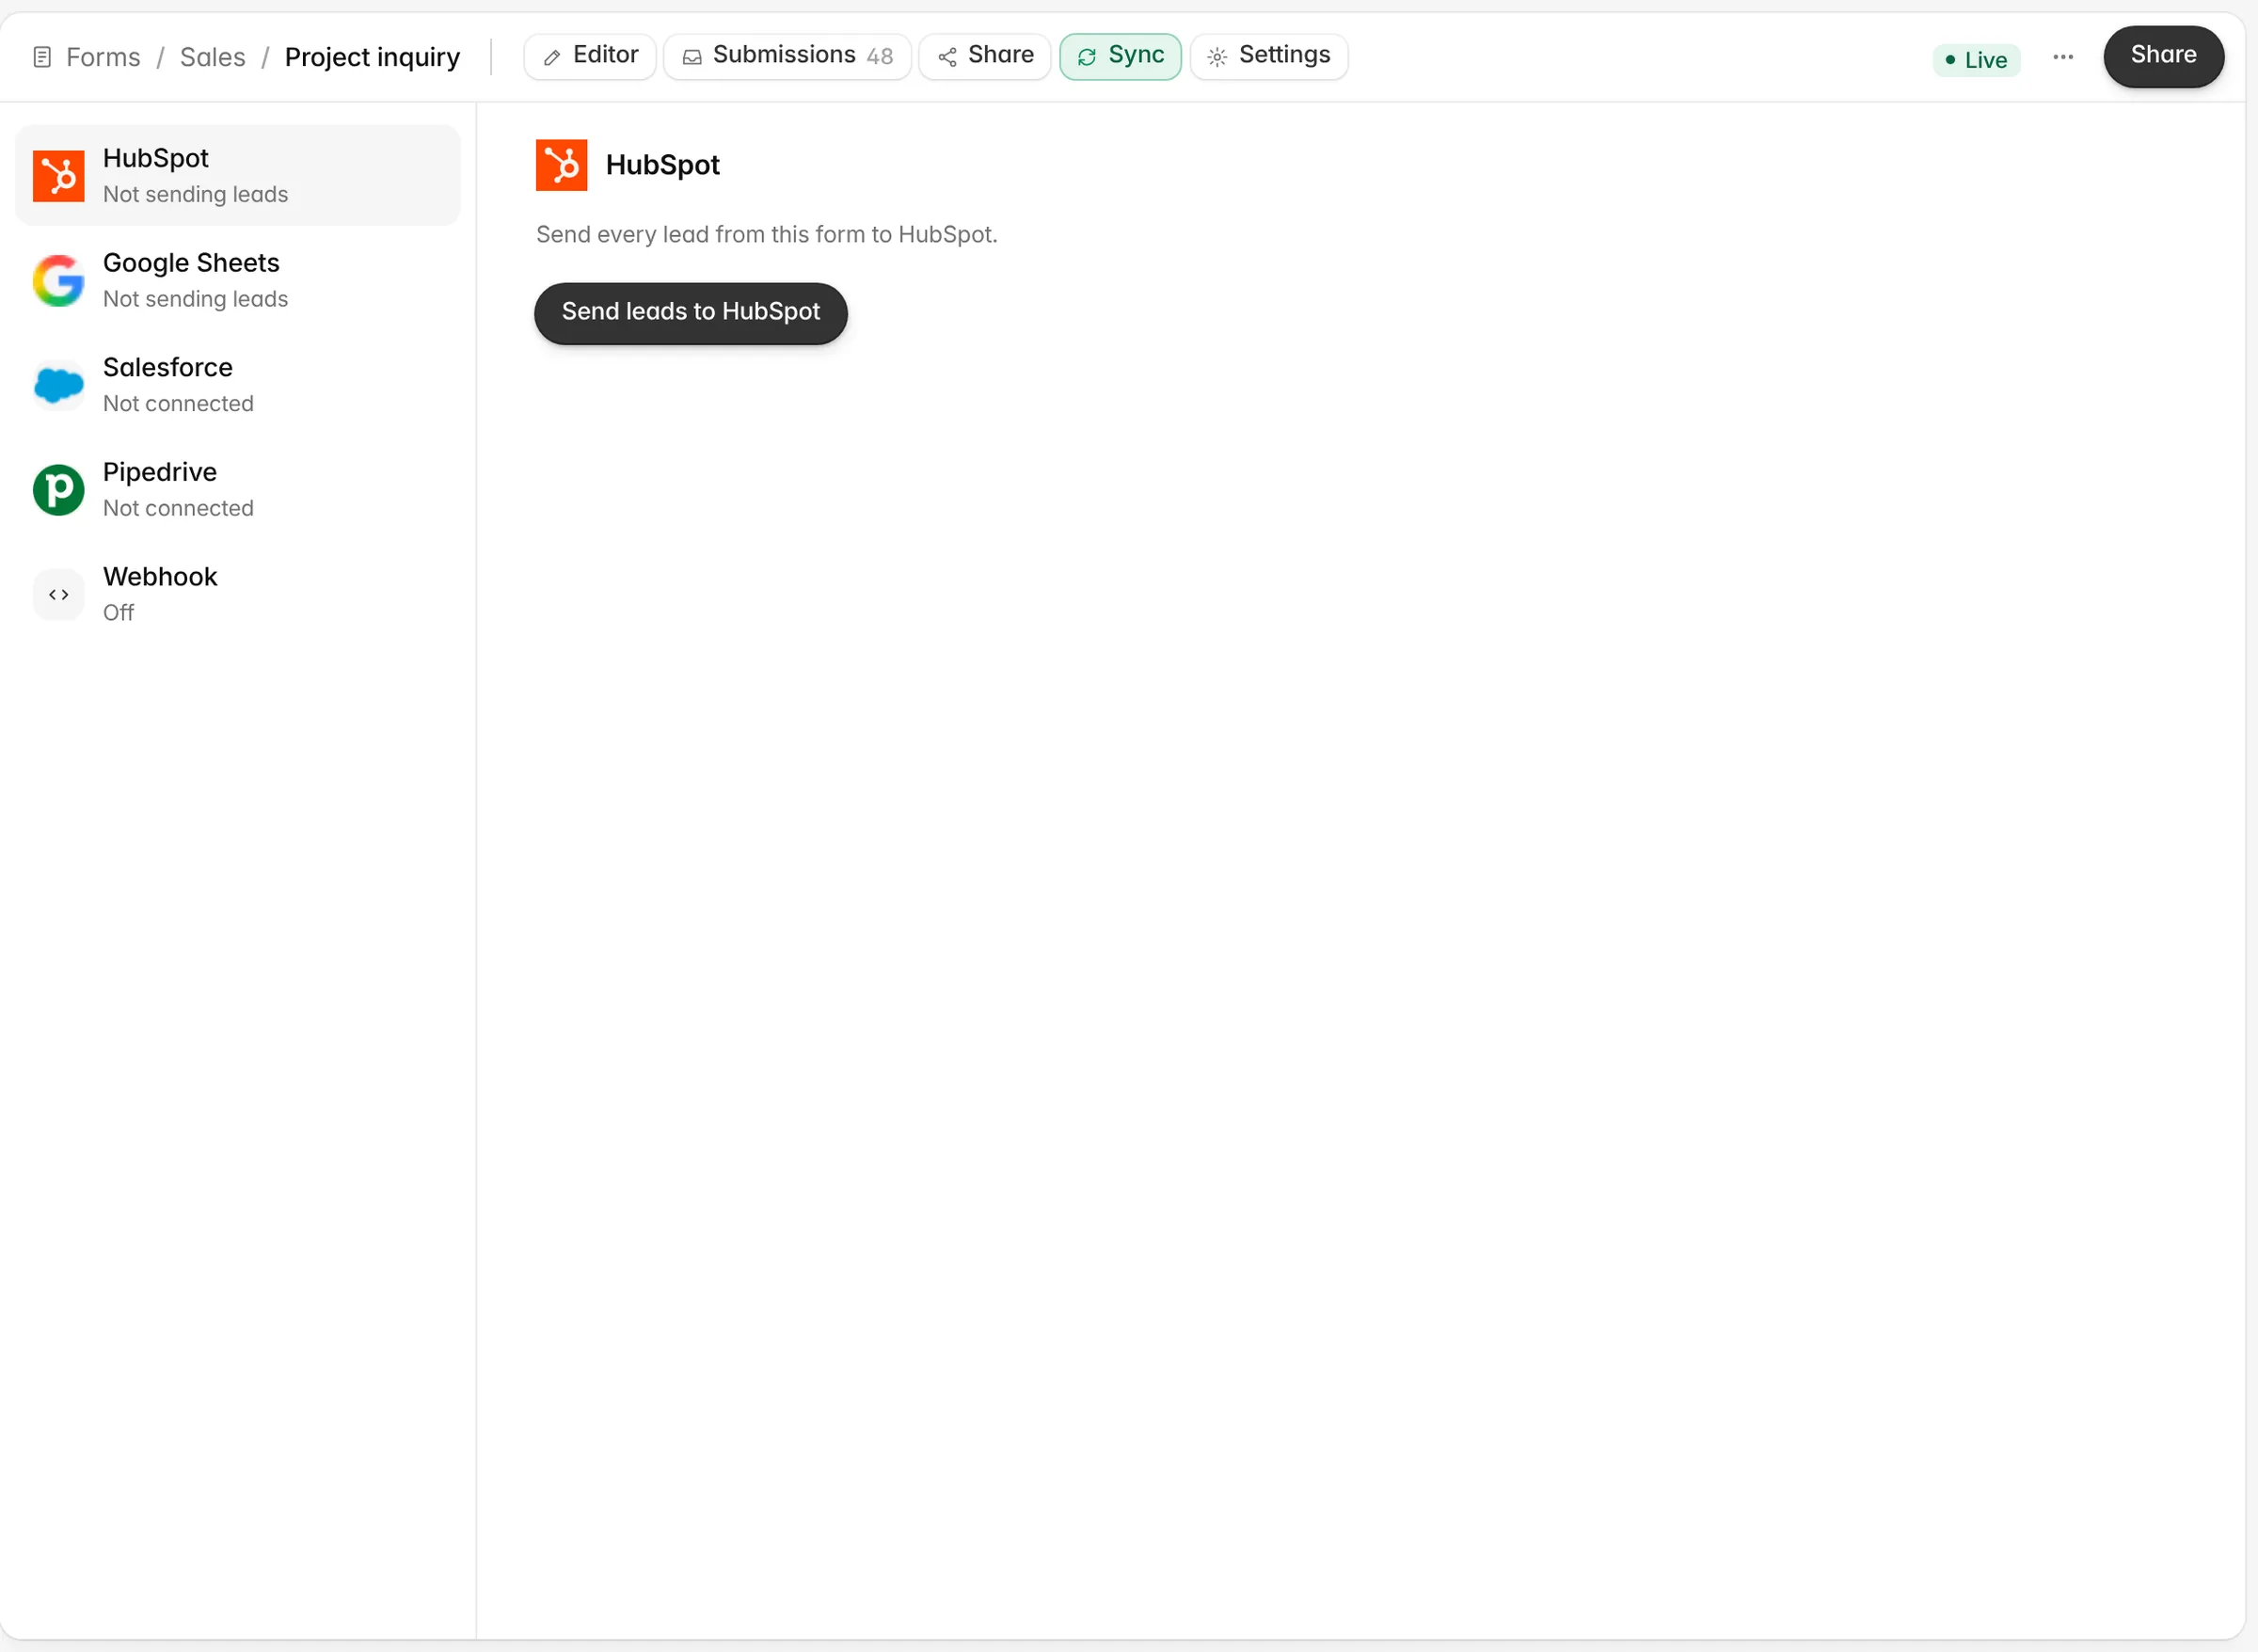 Forms / Sales / Project inquiry
Editor
Submissions 48
Share
Sync
Settings
Live
Share
HubSpot
Not sending leads
Google Sheets
Not sending leads
Salesforce
Not connected
Pipedrive
Not connected
Webhook
Off
HubSpot
Send every lead from this form to HubSpot.
Send leads to HubSpot